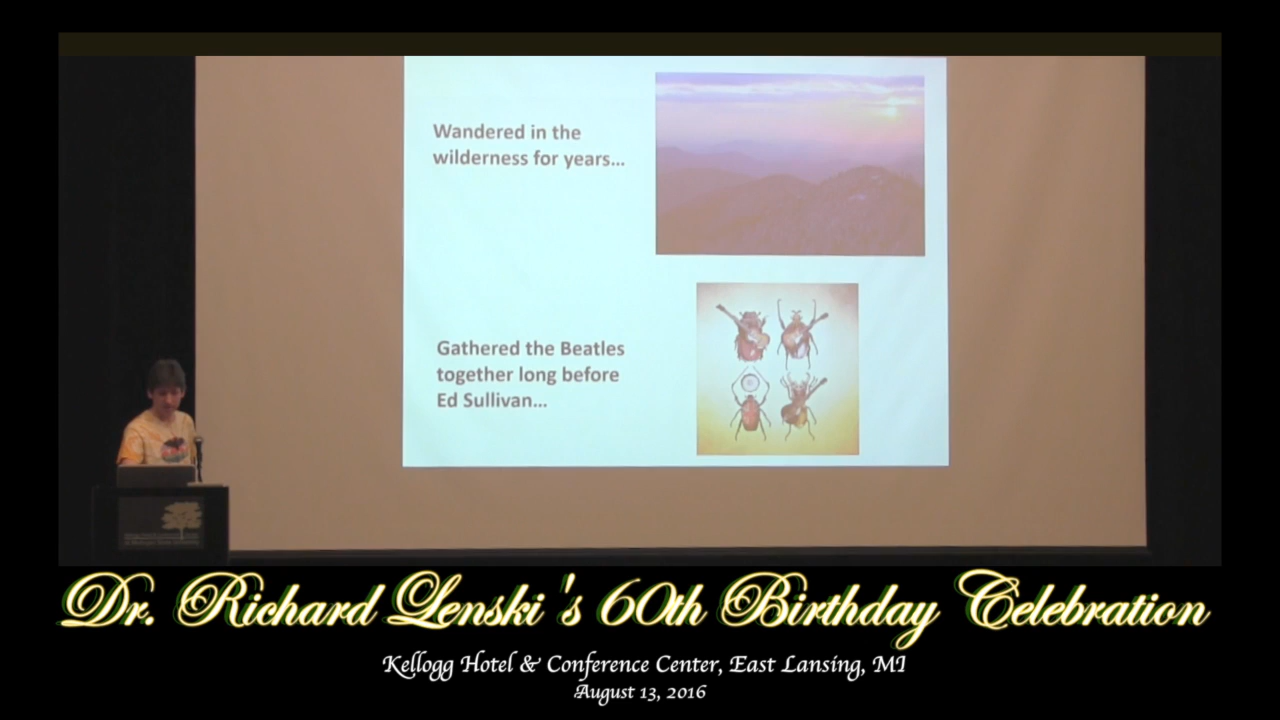 Wandered in the
wilderness for years...
Gathered the Beatles
together long before
Ed Sullivan...
Dr. Richard Lenski's 60th Birthday Celebration
Kellogg Hotel & Conference Center, East Lansing, MI
August 13, 2016